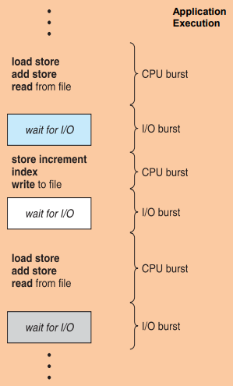 Application
Execution
load store
add store
read from file
CPU burst
wait for I/O
I/O burst
store increment
index
write to file
CPU burst
wait for I/O
I/O burst
load store
add store
read from file
CPU burst
wait for I/O
I/O burst